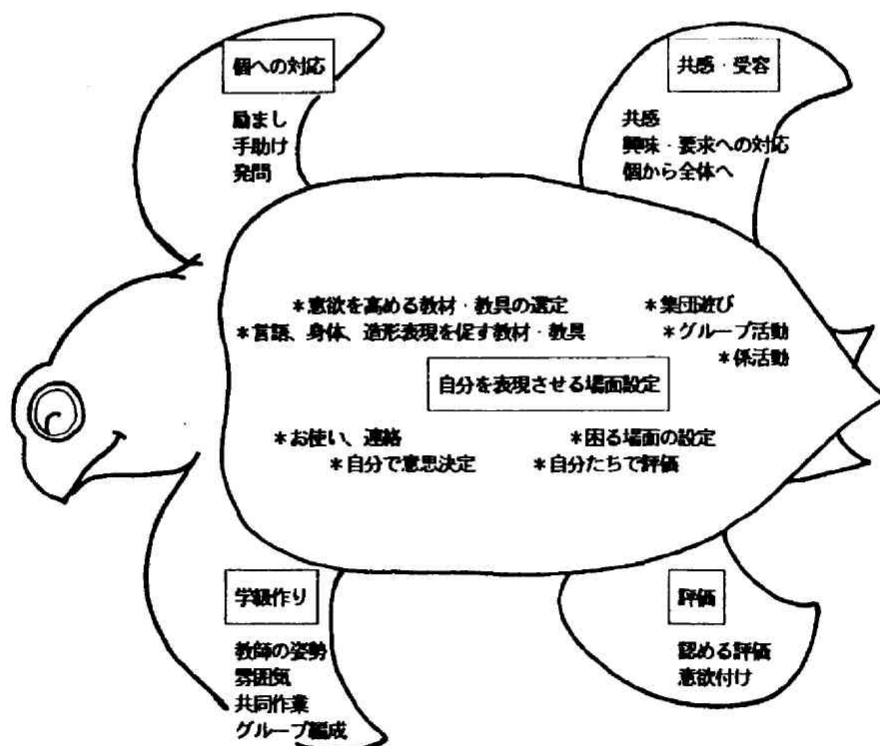 個への対応
励まし
手助け
発問
共感・受容
共感
興味・要求への対応
個から全体へ
*意欲を高める教材・教具の選定
*集団遊び
*言語、身体、造形表現を促す教材・教具
*グループ活動
*係活動
自分を表現させる場面設定
*お使い、連絡
*困る場面の設定
*自分で意思決定
*自分たちで評価
学級作り
教師の姿勢
雰囲気
共同作業
グループ編成
評価
認める評価
意欲付け